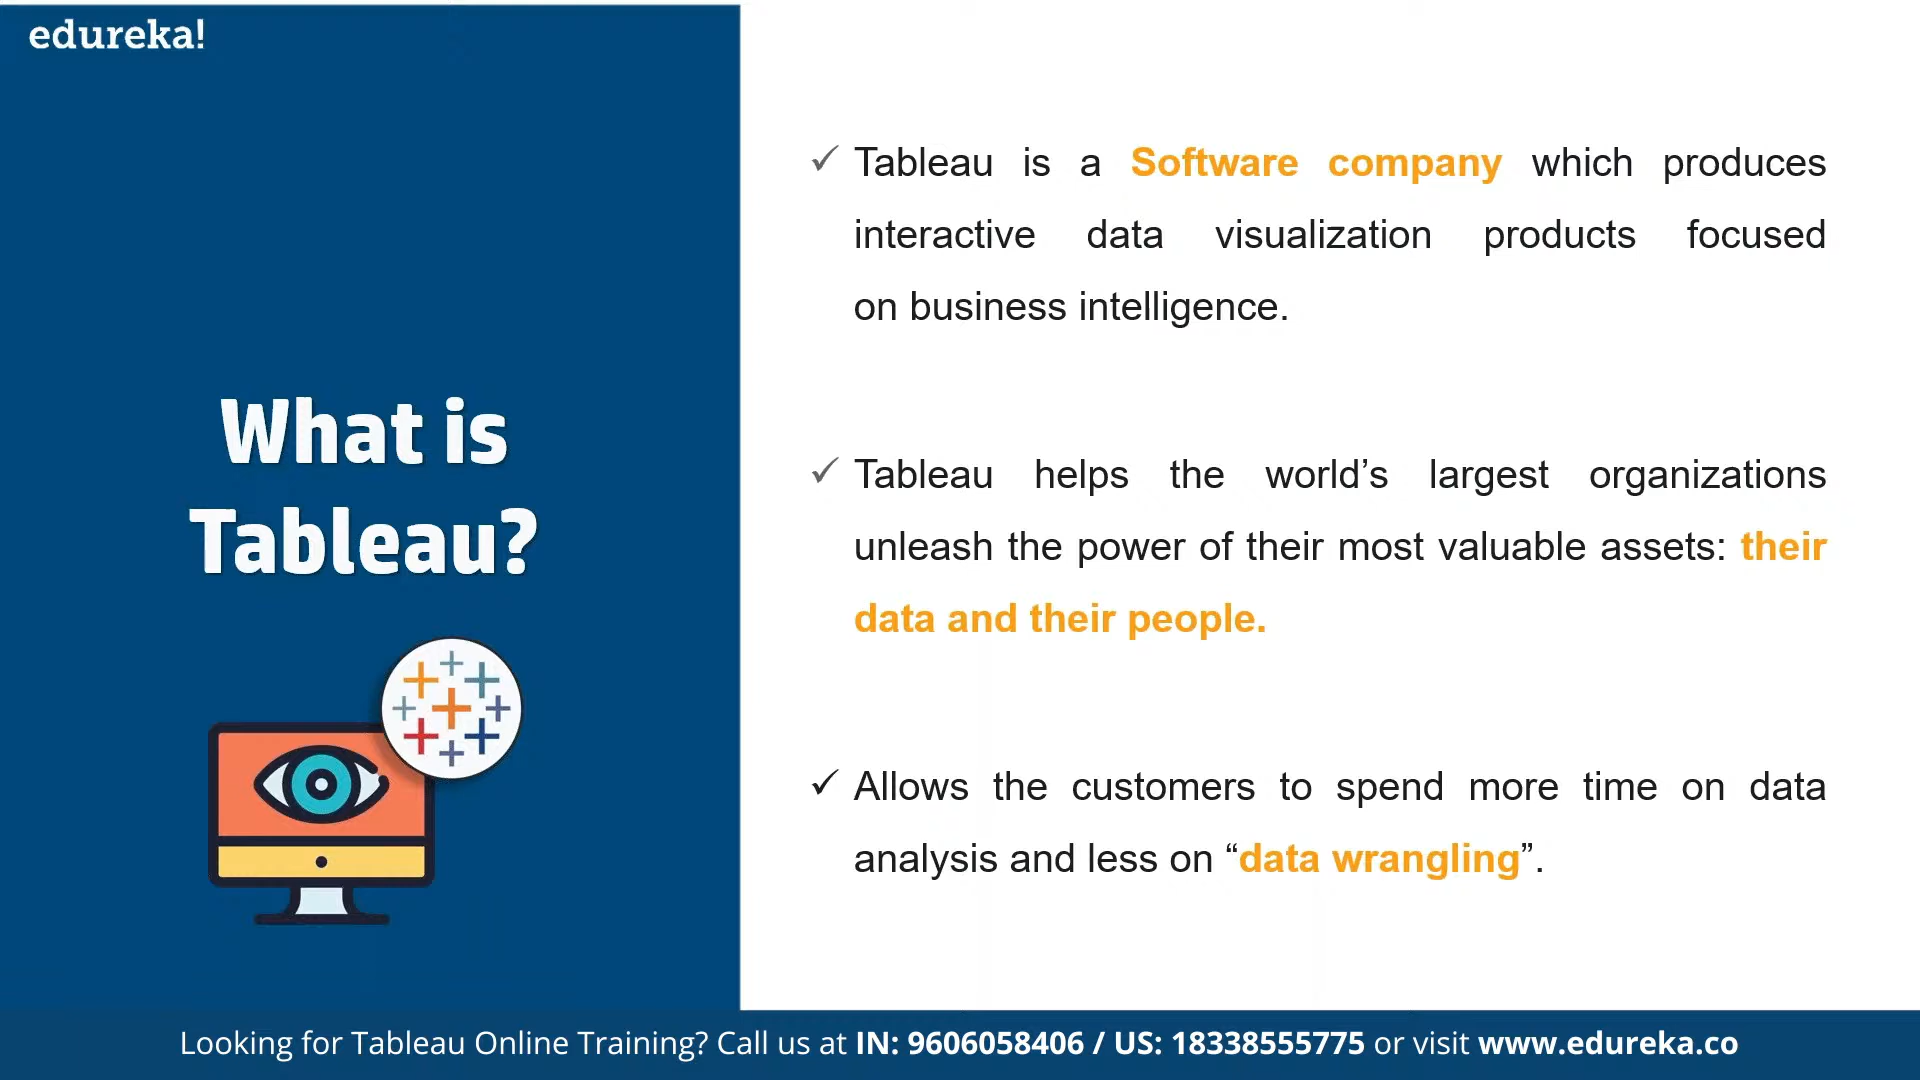 edureka!
What is
Tableau?
✓ Tableau is a Software company which produces
interactive data visualization products focused
on business intelligence.
✓ Tableau helps the world’s largest organizations
unleash the power of their most valuable assets: their
data and their people.
✓ Allows the customers to spend more time on data
analysis and less on “data wrangling”.
Looking for Tableau Online Training? Call us at IN: 9606058406 / US: 18338555775 or visit www.edureka.co